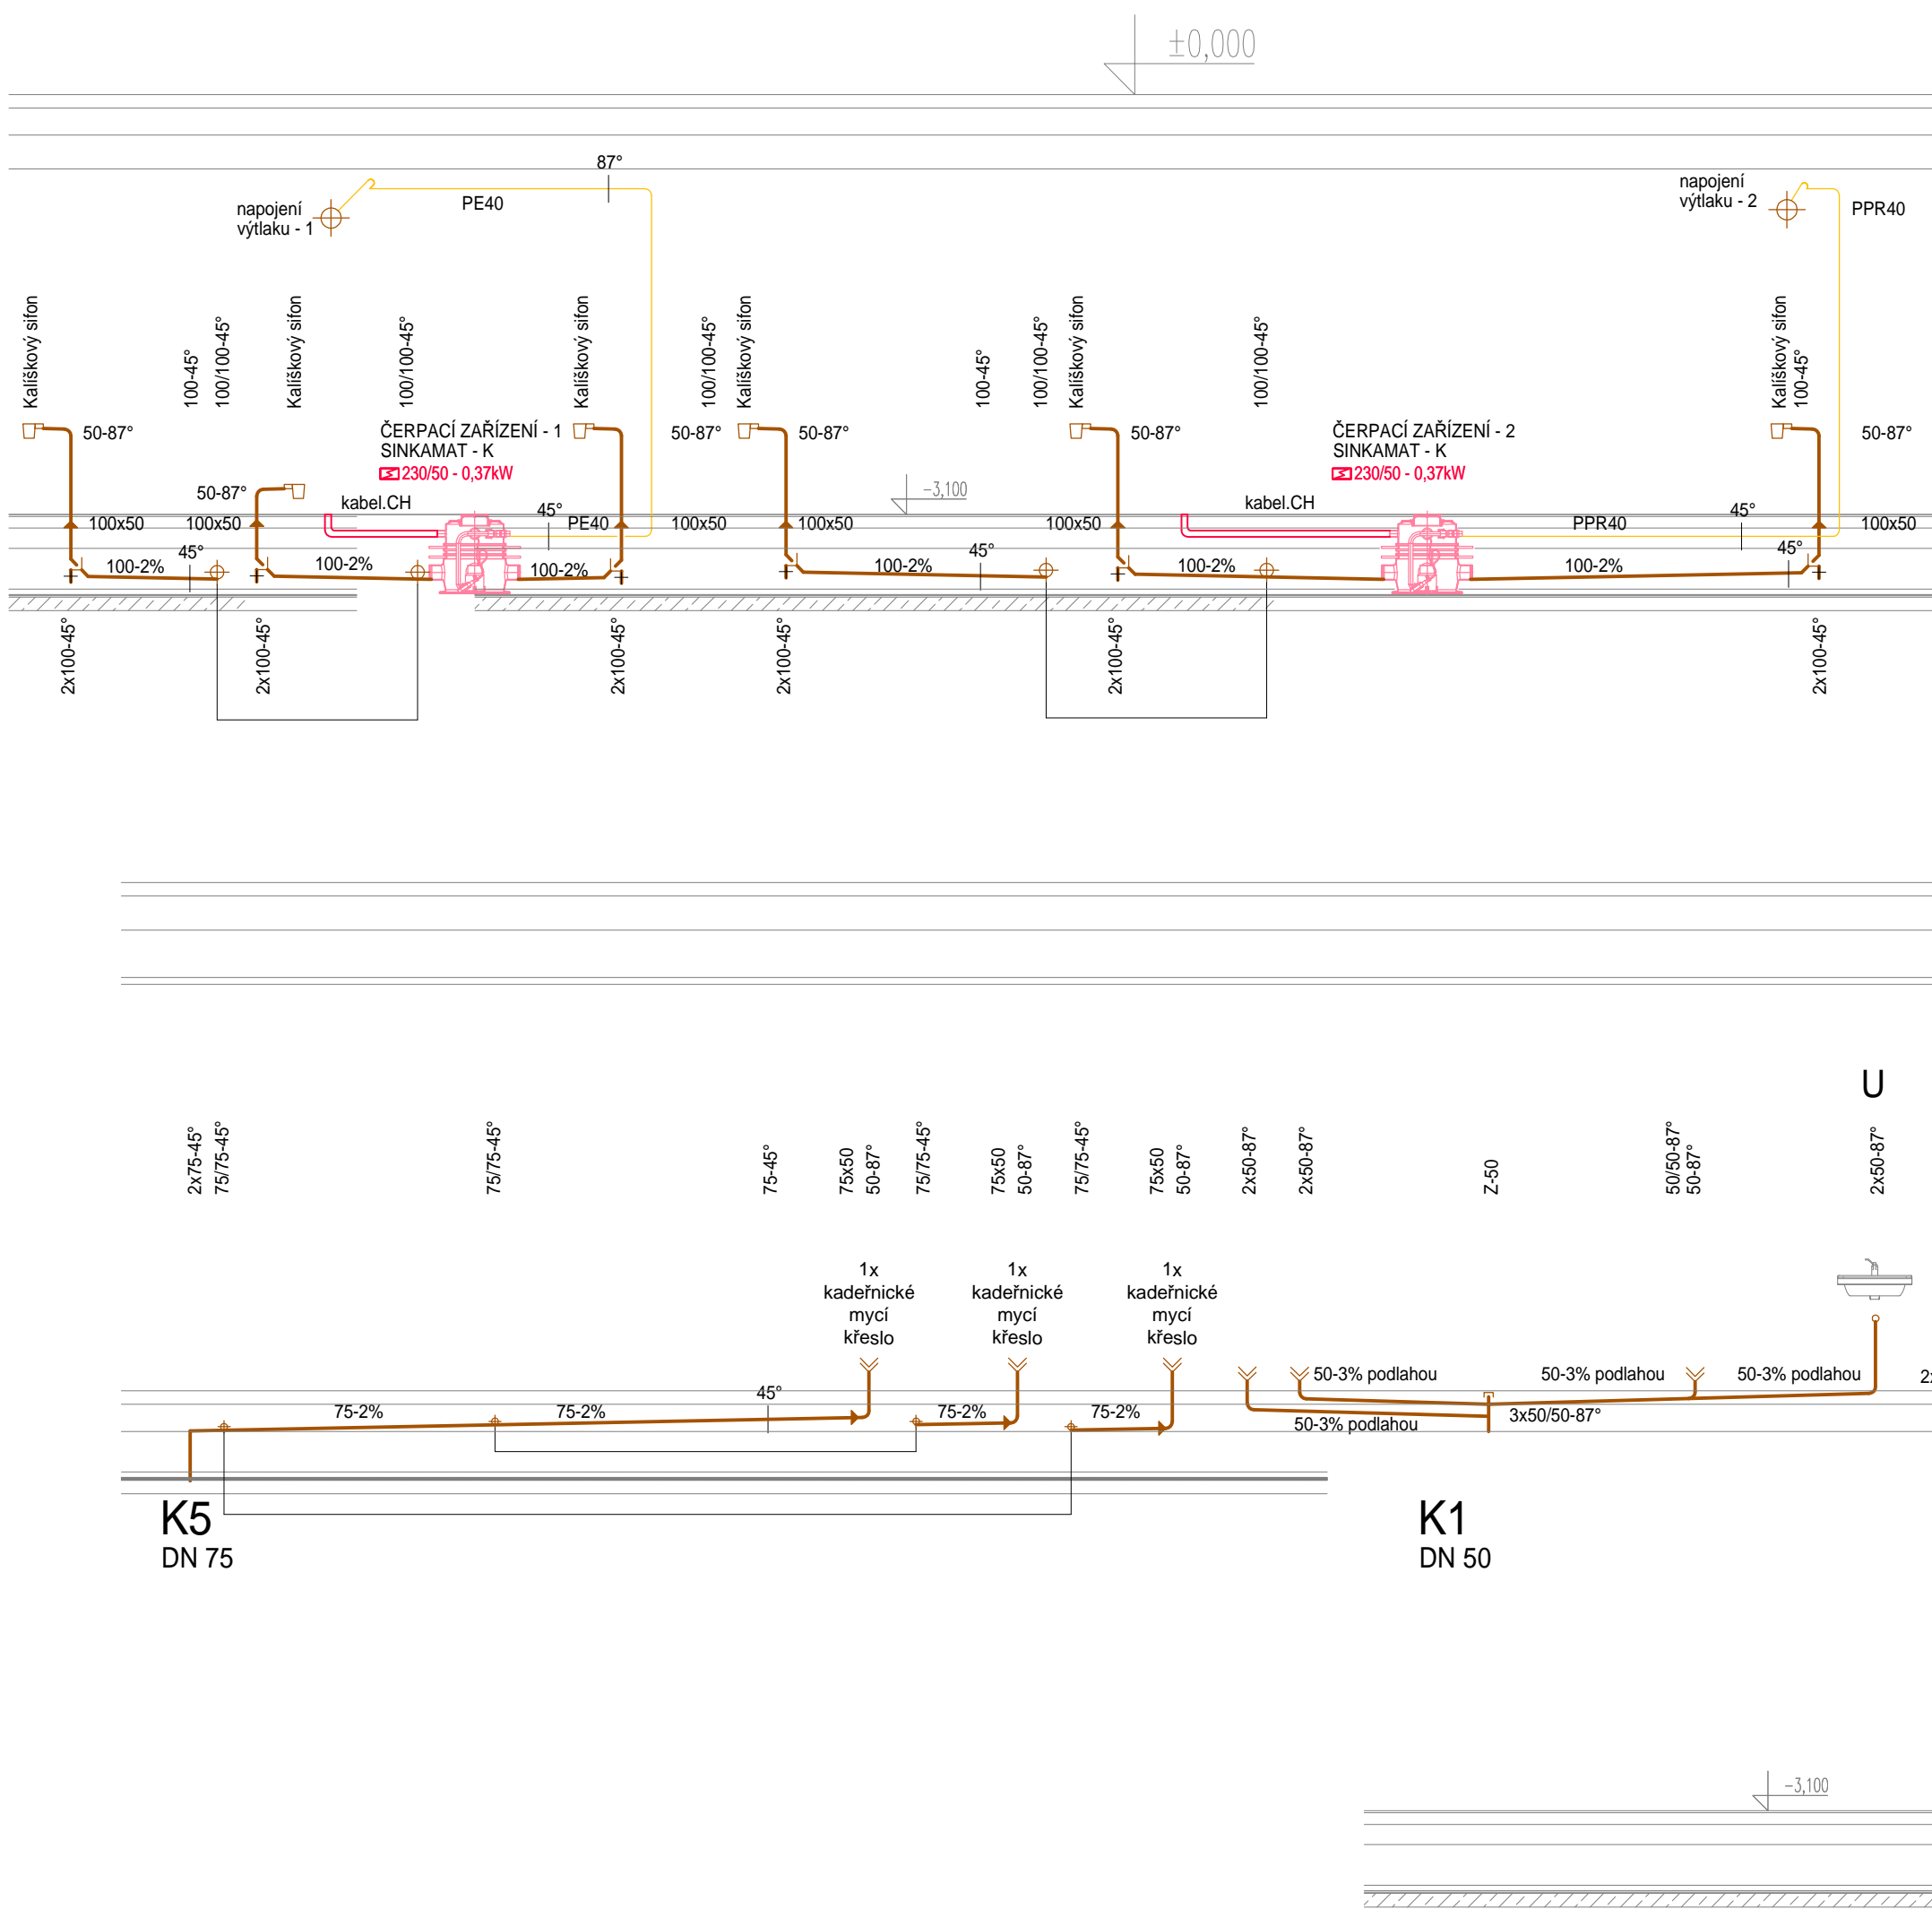 ±0,000
87°
PE40
napojení
výtlaku - 1
napojení
výtlaku - 2
PPR40
Kalíškový sifon
100-45°
100/100-45°
Kalíškový sifon
100/100-45°
Kalíškový sifon
100/100-45°
Kalíškový sifon
100-45°
100/100-45°
Kalíškový sifon
100/100-45°
Kalíškový sifon
100-45°
50-87°
ČERPACÍ ZAŘÍZENÍ - 1
SINKAMAT - K
230/50 - 0,37kW
50-87°
50-87°
50-87°
ČERPACÍ ZAŘÍZENÍ - 2
SINKAMAT - K
230/50 - 0,37kW
50-87°
50-87°
kabel.CH
-3,100
kabel.CH
100x50
100x50
45°
PE40
100x50
100x50
100x50
PPR40
45°
100x50
100-2%
45°
100-2%
100-2%
100-2%
45°
100-2%
100-2%
45°
2x100-45°
2x100-45°
2x100-45°
2x100-45°
2x100-45°
2x100-45°
U
2x75-45°
75/75-45°
75/75-45°
75-45°
75x50
50-87°
75/75-45°
75x50
50-87°
75/75-45°
75x50
50-87°
2x50-87°
2x50-87°
Z-50
50/50-87°
50-87°
2x50-87°
1x
kadeřnické
mycí
křeslo
1x
kadeřnické
mycí
křeslo
1x
kadeřnické
mycí
křeslo
50-3% podlahou
50-3% podlahou
50-3% podlahou
75-2%
75-2%
45°
75-2%
75-2%
50-3% podlahou
3x50/50-87°
K5
DN 75
K1
DN 50
-3,100